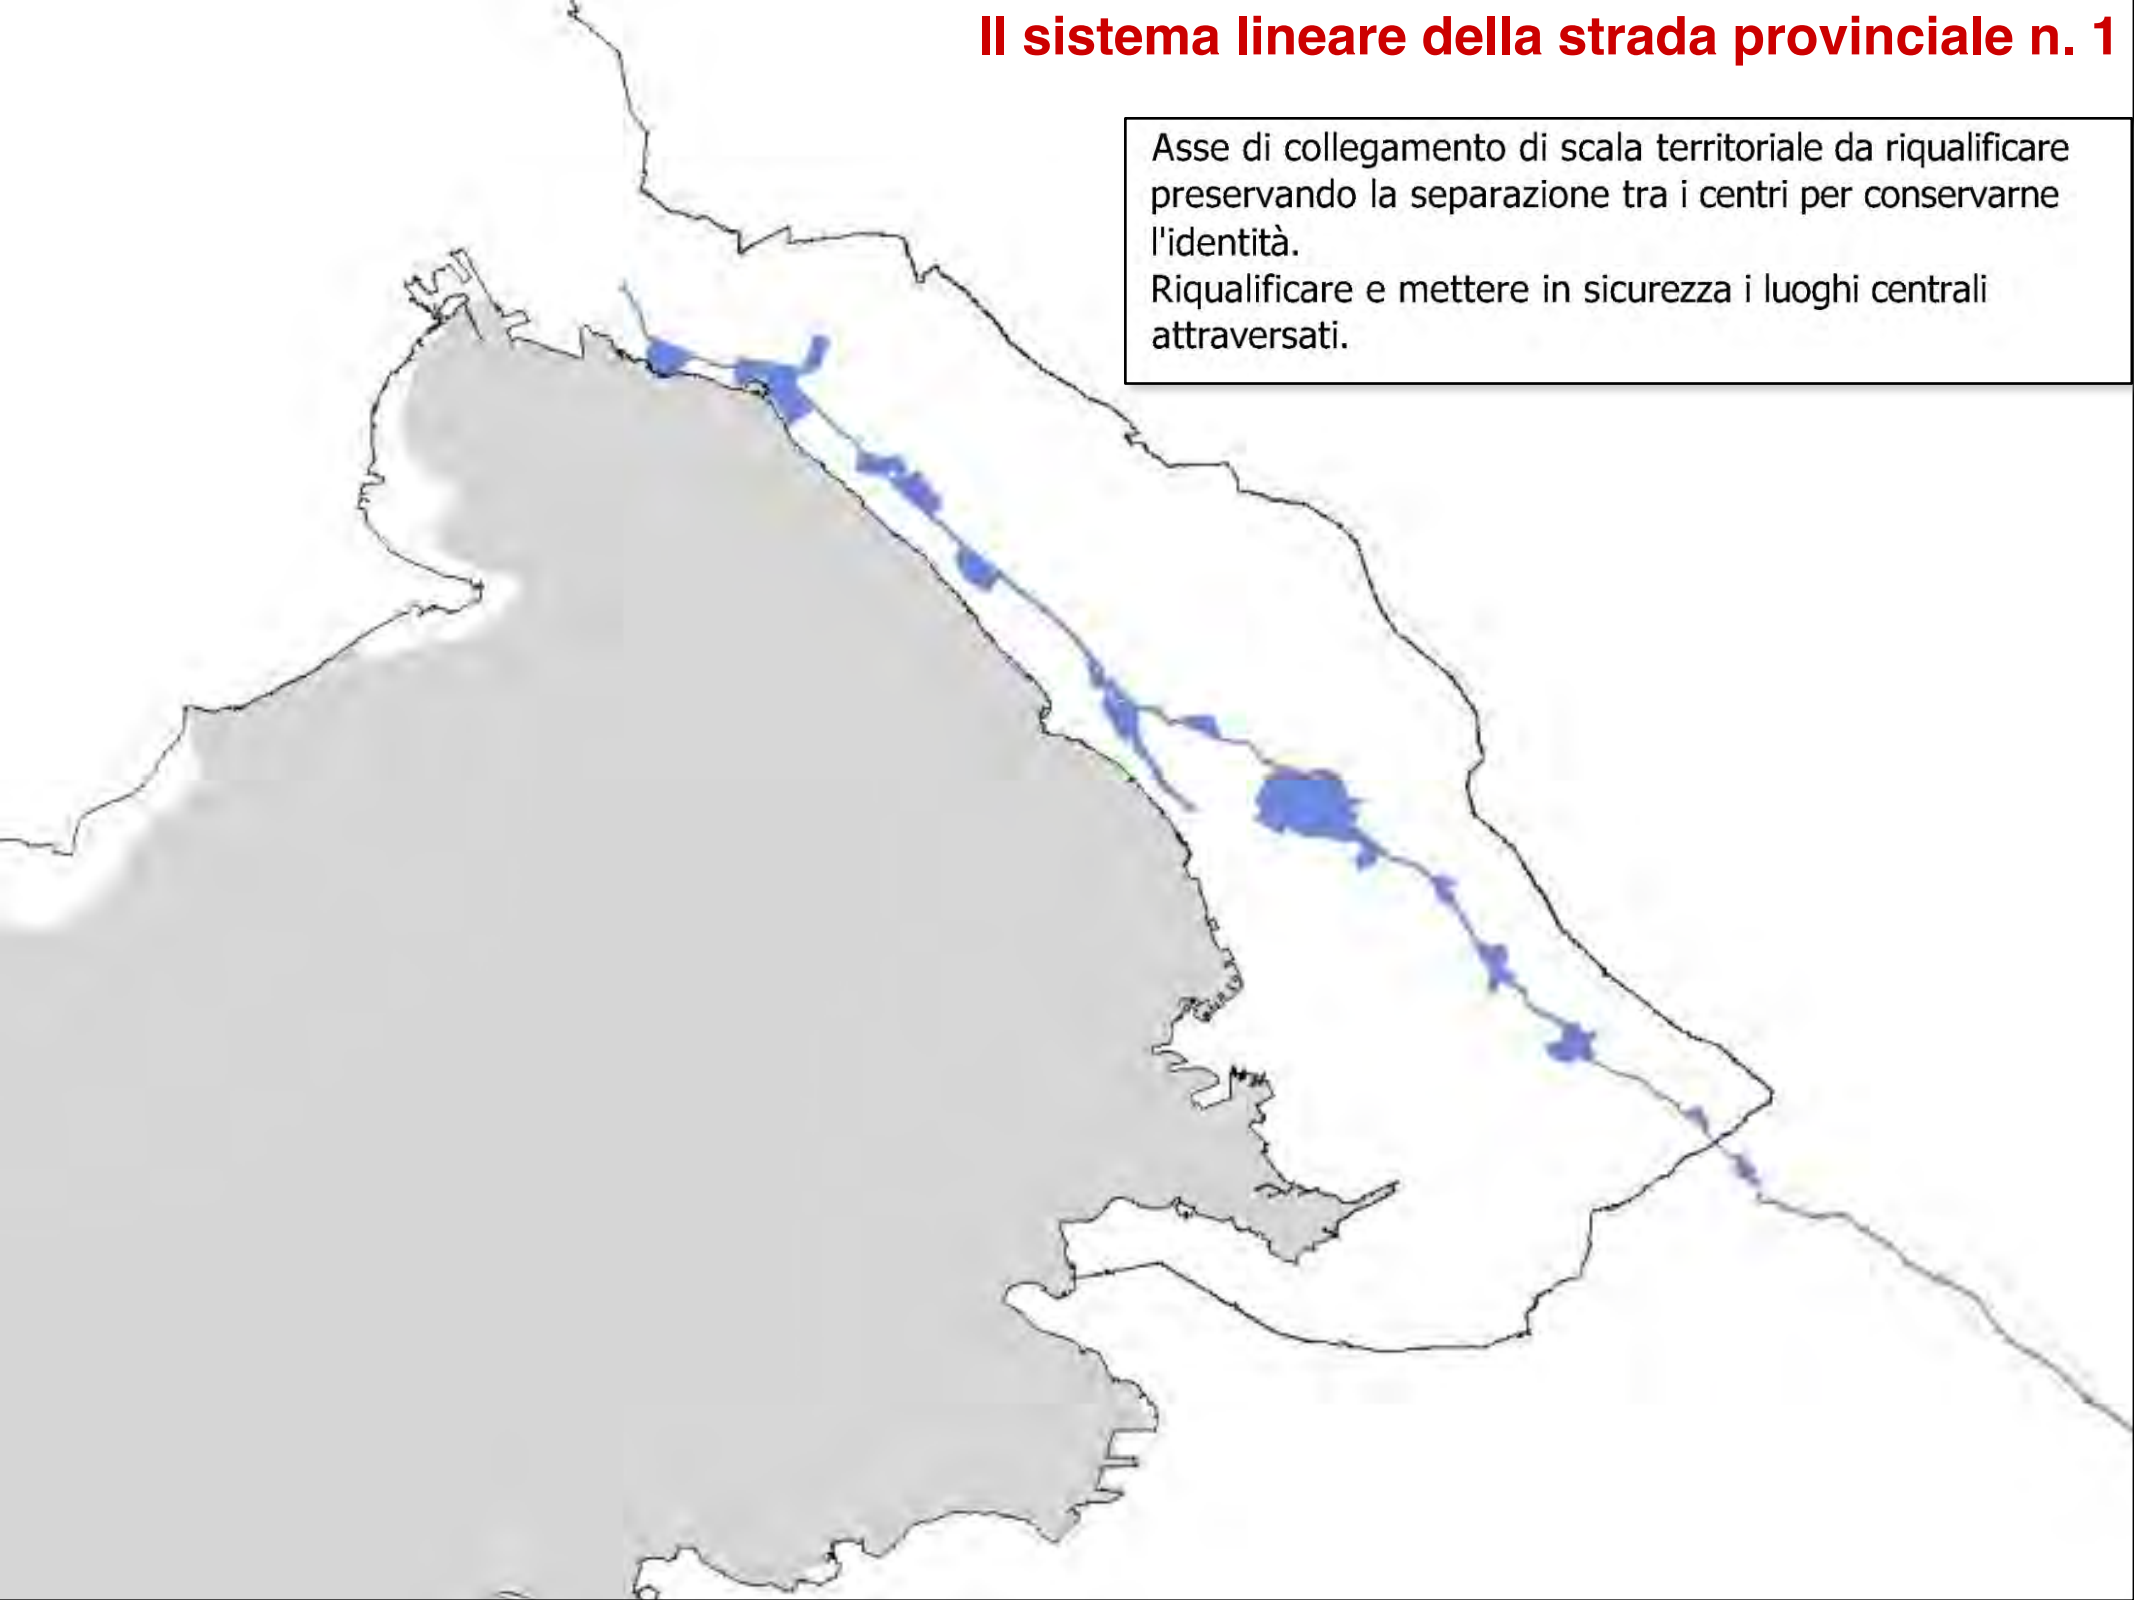 Il sistema lineare della strada provinciale n. 1
Asse di collegamento di scala territoriale da riqualificare
preservando la separazione tra i centri per conservarne
l'identità.
Riqualificare e mettere in sicurezza i luoghi centrali
attraversati.